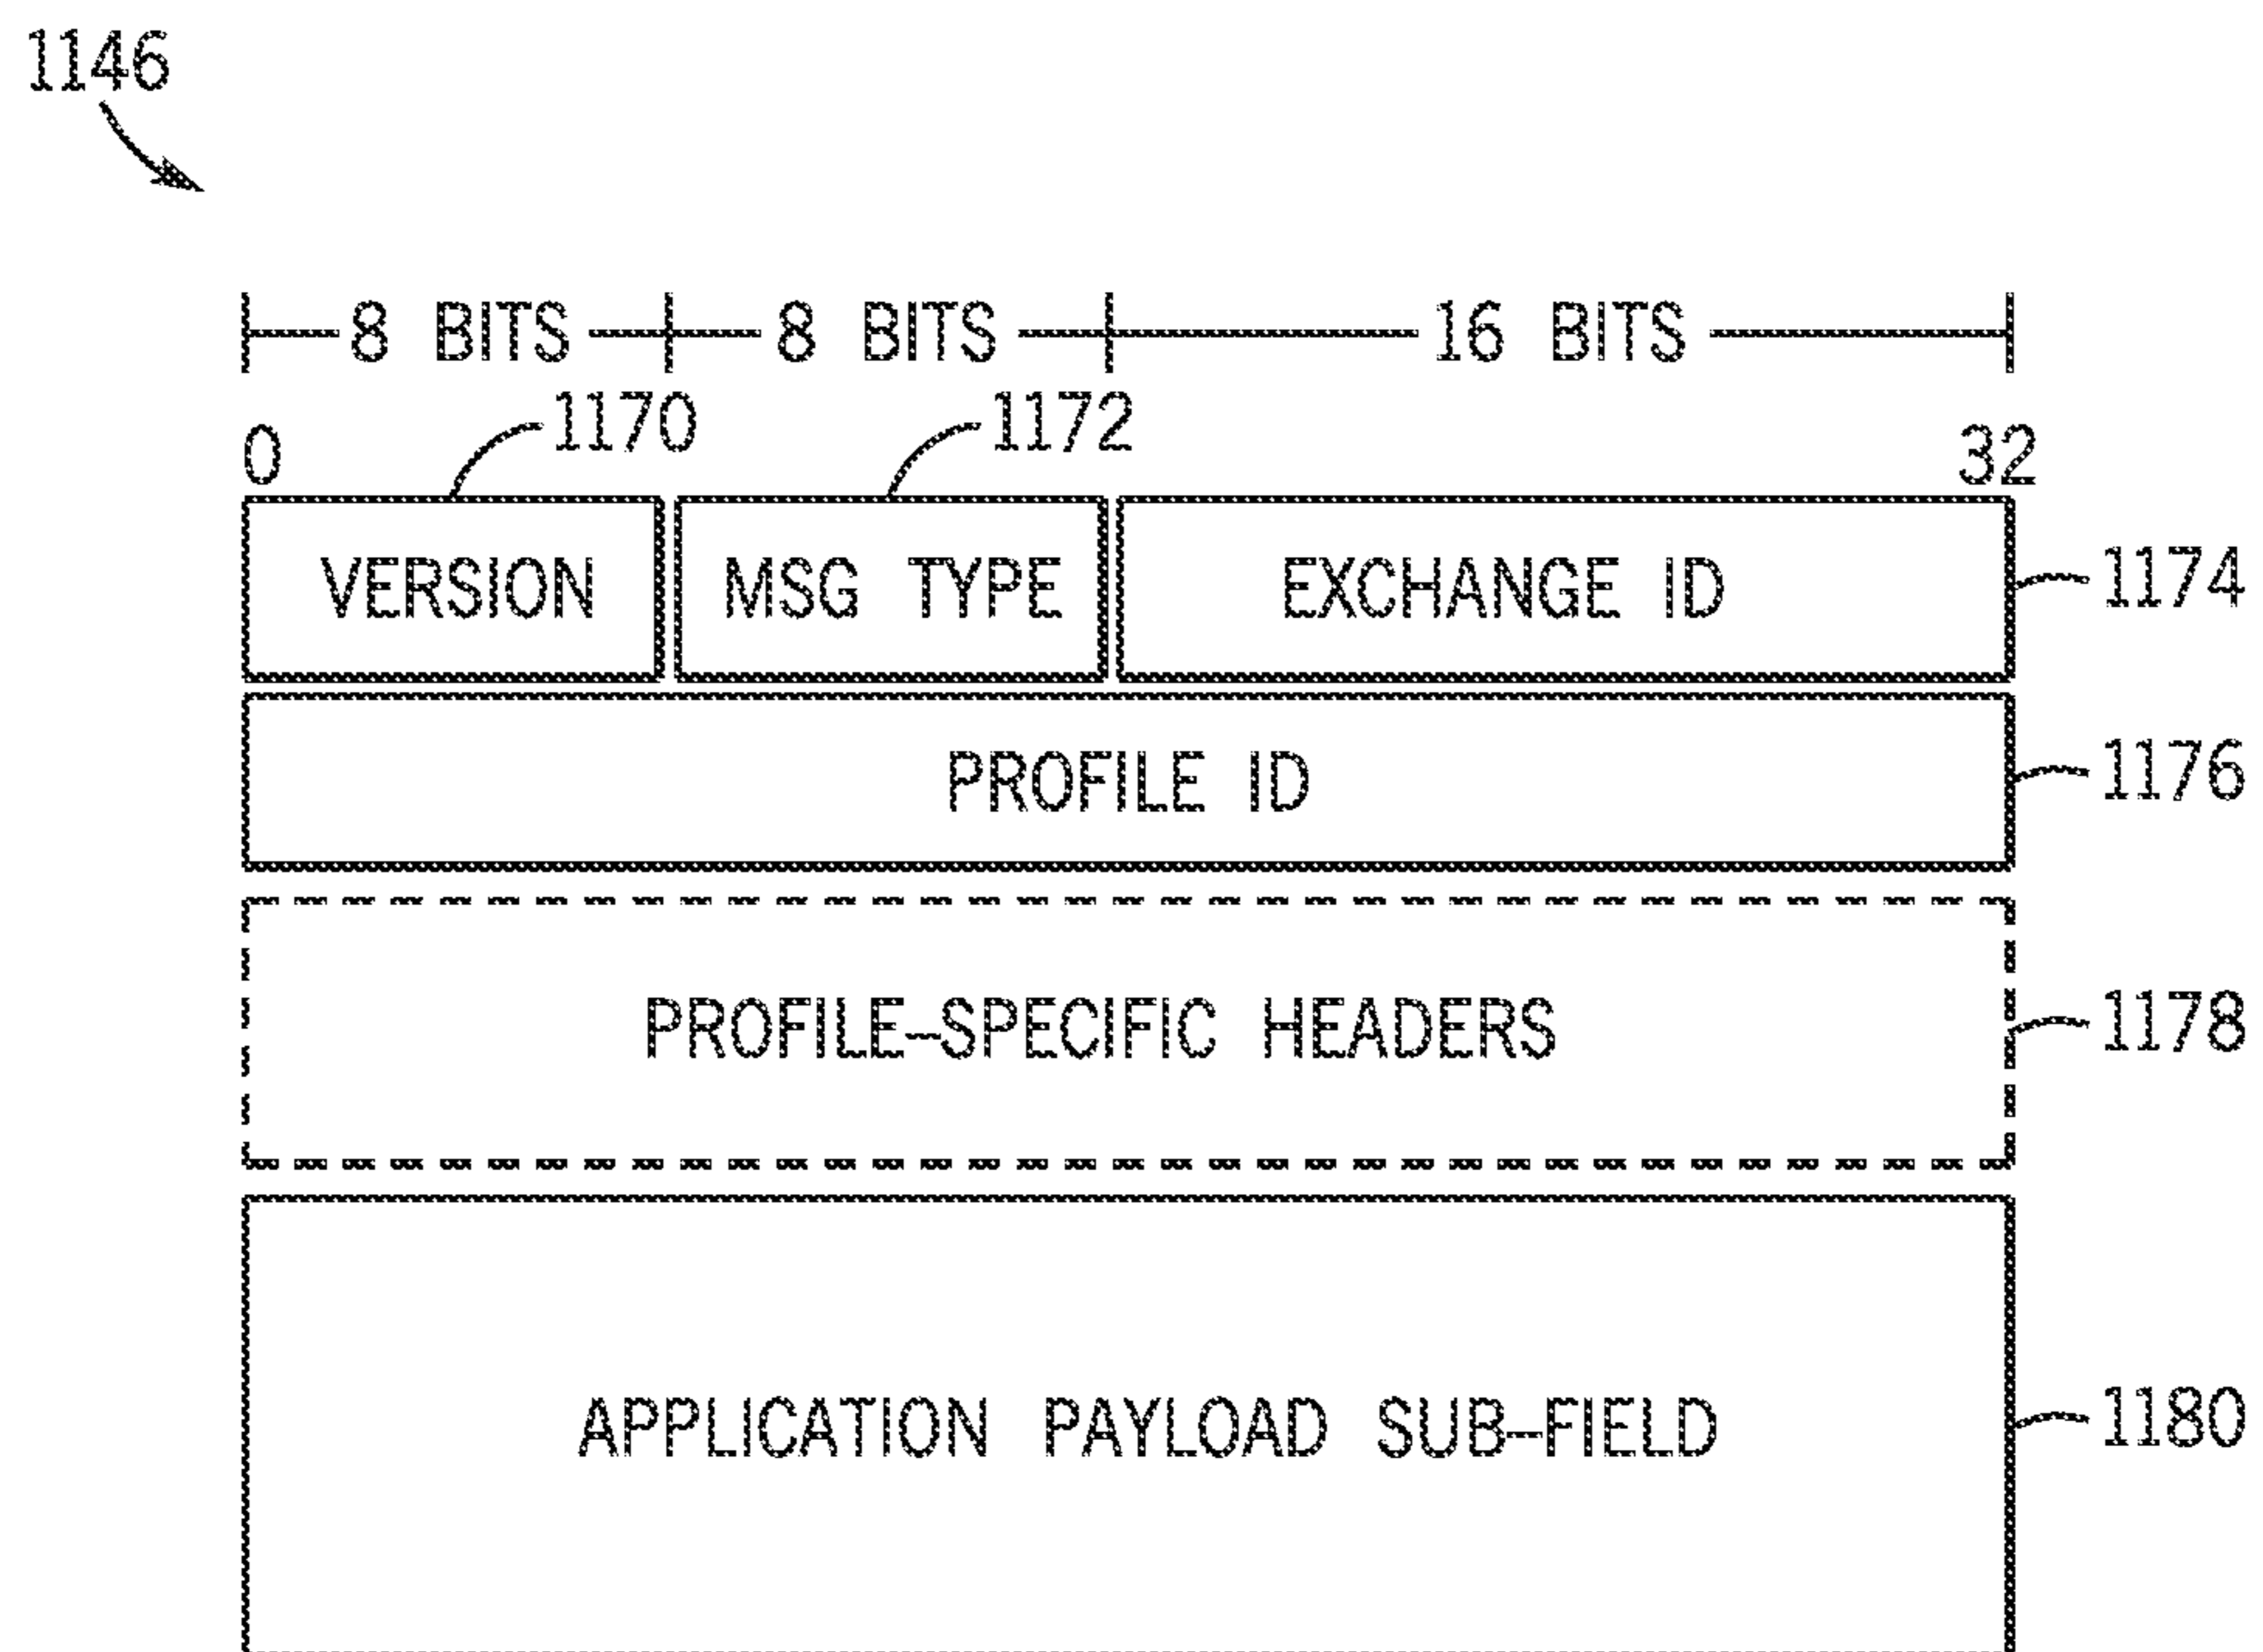 1146
8 BITS 8 BITS 16 BITS
1170 1172
0 32
VERSION MSG TYPE EXCHANGE ID 1174
PROFILE ID 1176
PROFILE-SPECIFIC HEADERS 1178
APPLICATION PAYLOAD SUB-FIELD 1180